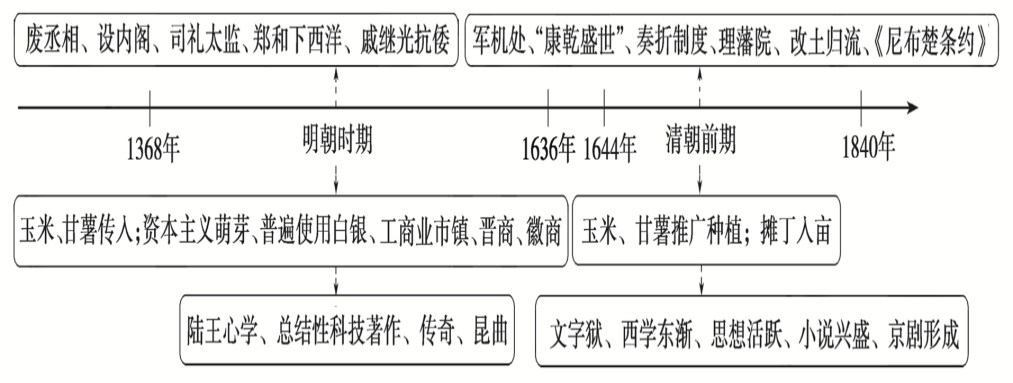 废丞相、设内阁、司礼太监、郑和下西洋、戚继光抗倭
军机处、“康乾盛世”、奏折制度、理藩院、改土归流、《尼布楚条约》
1368年
明朝时期
1636年
1644年
清朝前期
1840年
玉米、甘薯传人；资本主义萌芽、普遍使用白银、工商业市镇、晋商、徽商
玉米、甘薯推广种植；摊丁人亩
陆王心学、总结性科技著作、传奇、昆曲
文字狱、西学东渐、思想活跃、小说兴盛、京剧形成